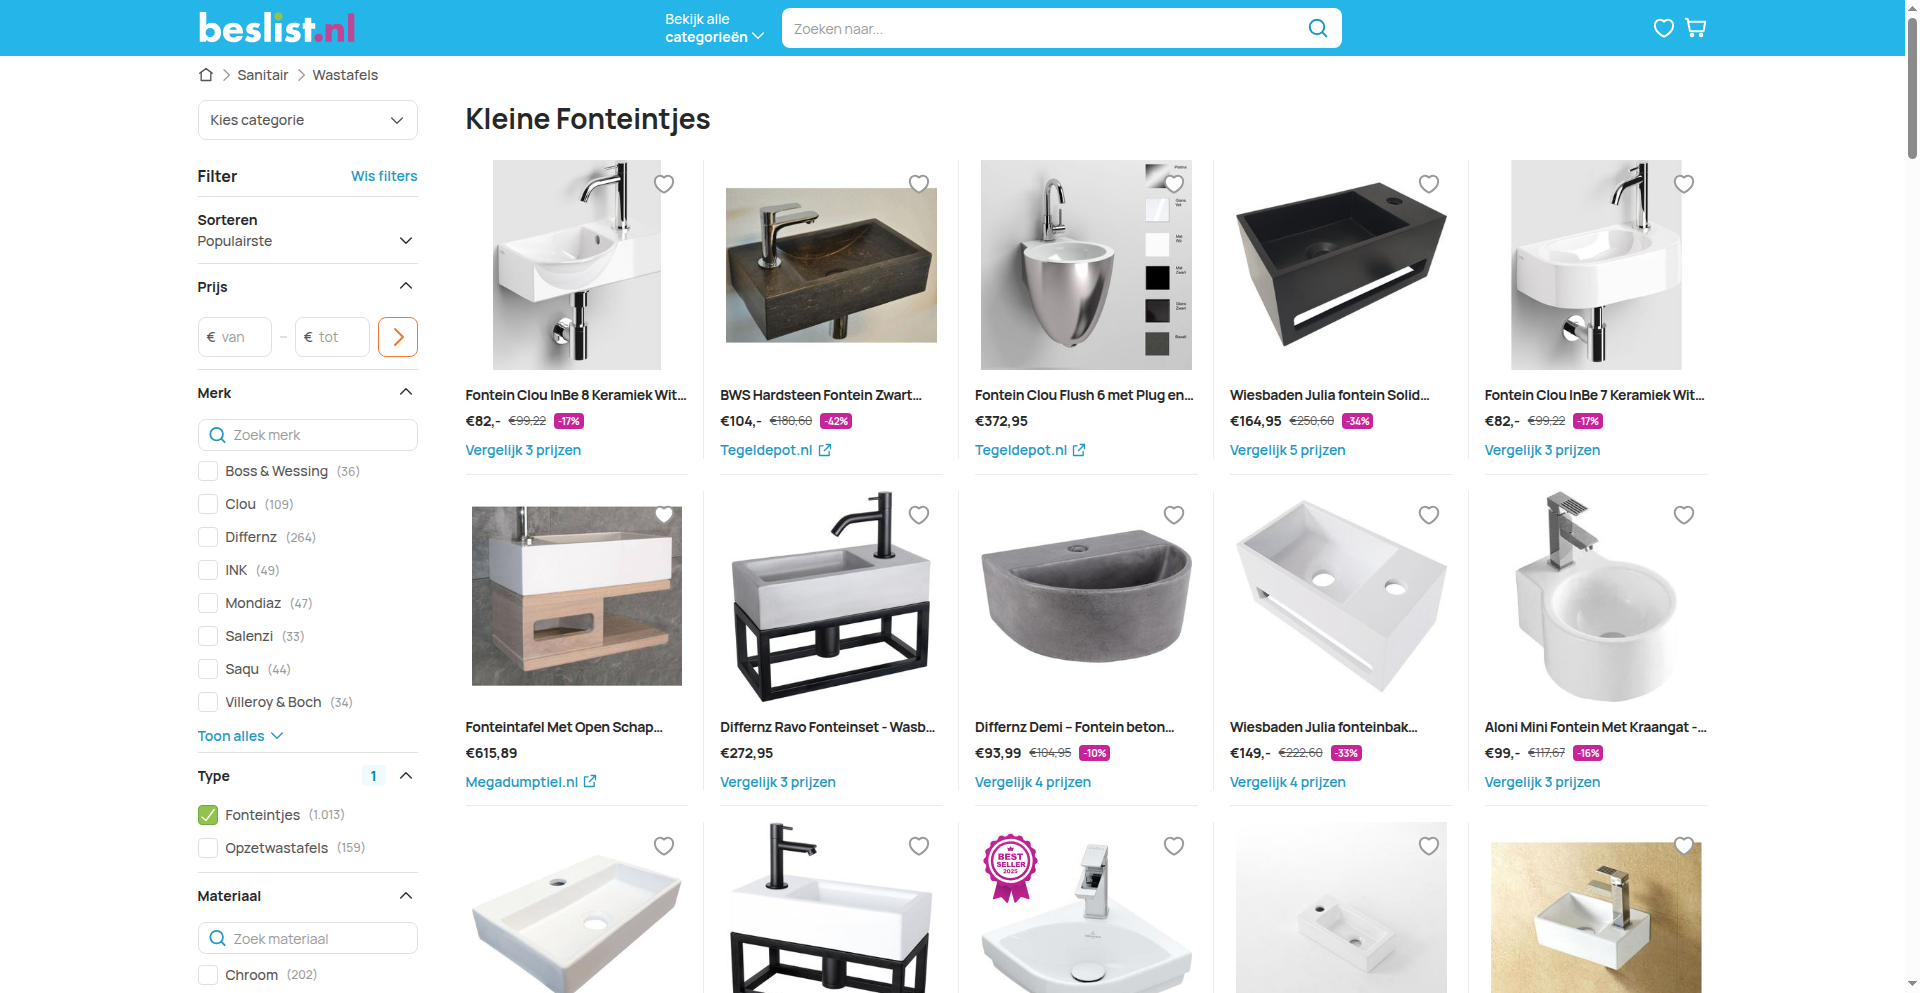 beslist.nl
Bekijk alle
categorieën
Zoeken naar...
Sanitair
Wastafels
Kies categorie
Kleine Fonteintjes
Filter
Wis filters
Sorteren
Populairste
Prijs
€ van
–
€ tot
Merk
Zoek merk
Boss & Wessing (36)
Clou (109)
Differnz (264)
INK (49)
Mondiaz (47)
Salenzi (33)
Saqu (44)
Villeroy & Boch (34)
Toon alles
Type
1
Fonteintjes (1.013)
Opzetwastafels (159)
Materiaal
Zoek materiaal
Chroom (202)
Fontein Clou InBe 8 Keramiek Wit...
€82,- €99,22 -17%
Vergelijk 3 prijzen
BWS Hardsteen Fontein Zwart...
€104,- €180,60 -42%
Tegeldepot.nl
Fontein Clou Flush 6 met Plug en...
€372,95
Tegeldepot.nl
Wiesbaden Julia fontein Solid...
€164,95 €250,60 -34%
Vergelijk 5 prijzen
Fontein Clou InBe 7 Keramiek Wit...
€82,- €99,22 -17%
Vergelijk 3 prijzen
Fonteintafel Met Open Schap...
€615,89
Megadumptiel.nl
Differnz Ravo Fonteinset - Wasb...
€272,95
Vergelijk 3 prijzen
Differnz Demi – Fontein beton...
€93,99 €104,95 -10%
Vergelijk 4 prijzen
Wiesbaden Julia fonteinbak...
€149,- €222,60 -33%
Vergelijk 4 prijzen
Aloni Mini Fontein Met Kraangat -...
€99,- €117,67 -16%
Vergelijk 3 prijzen
BEST
SELLER
2025